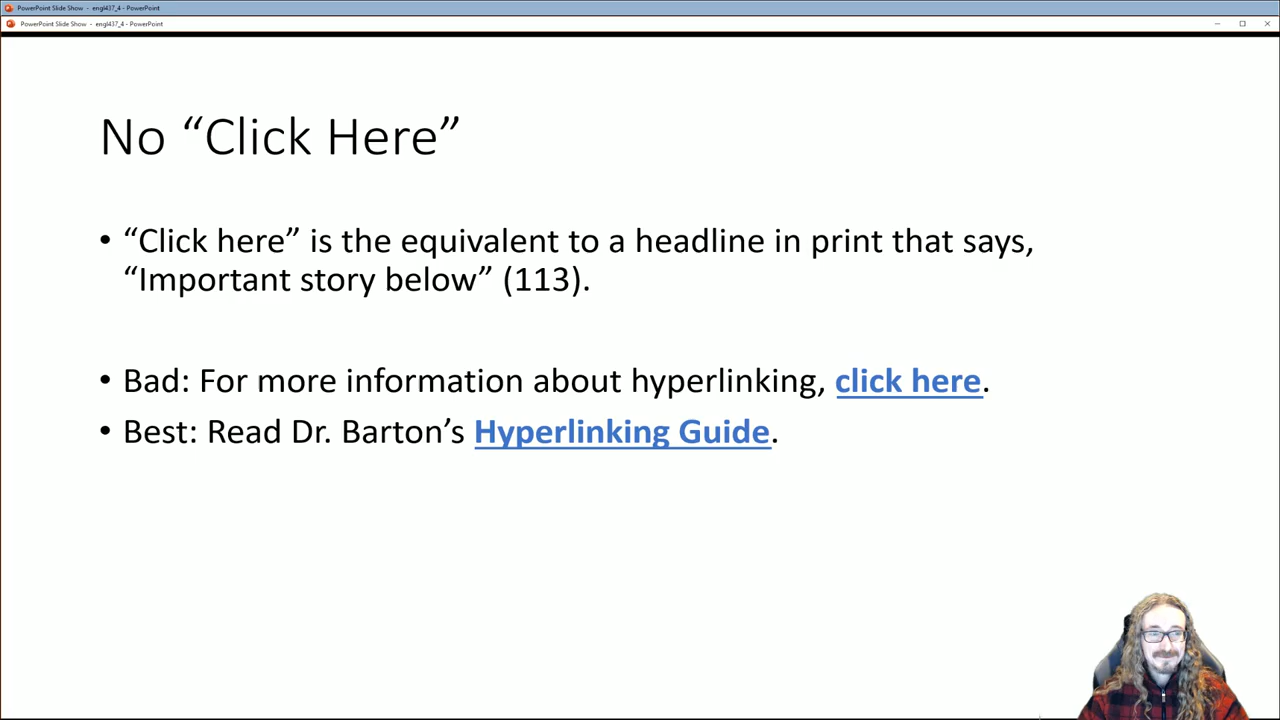 PowerPoint Slide Show - engl437_4 - PowerPoint
PowerPoint Slide Show - engl437_4 - PowerPoint
No “Click Here”
• “Click here” is the equivalent to a headline in print that says,
“Important story below” (113).
• Bad: For more information about hyperlinking, click here.
• Best: Read Dr. Barton’s Hyperlinking Guide.